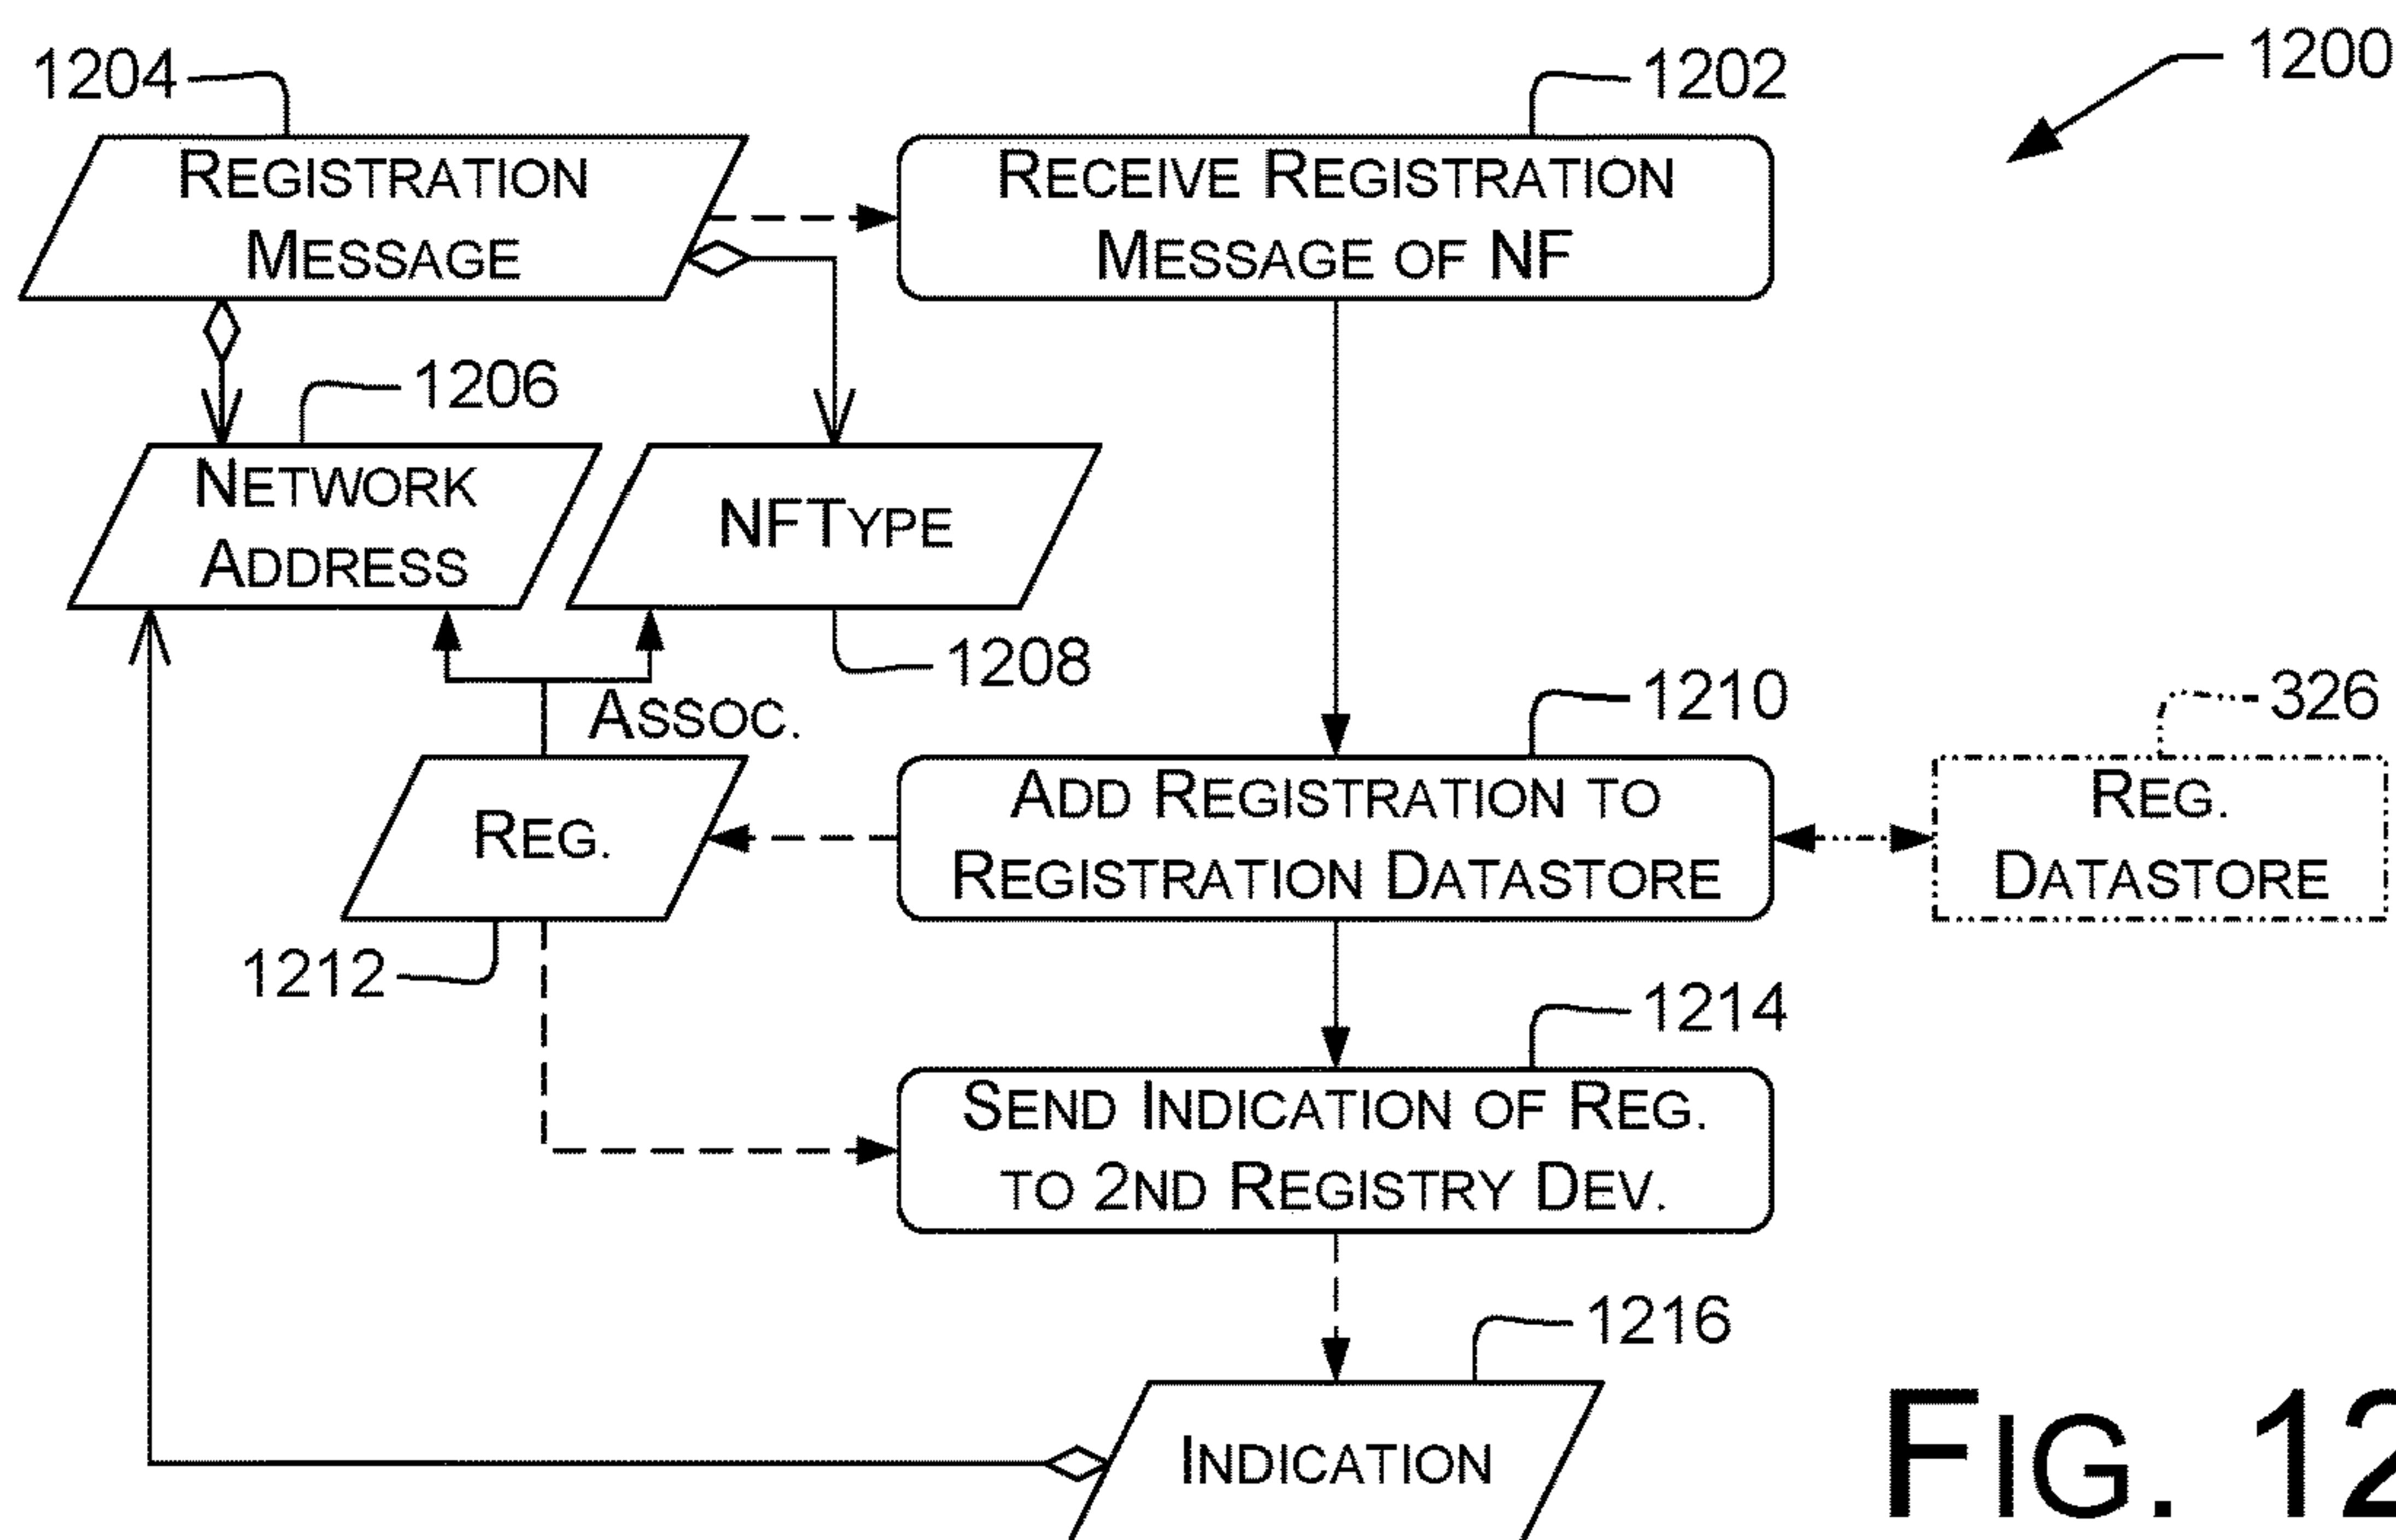 1204
1202
1200
REGISTRATION
MESSAGE
RECEIVE REGISTRATION
MESSAGE OF NF
1206
NETWORK
ADDRESS
NFTYPE
1208
ASSOC.
1210
326
REG.
ADD REGISTRATION TO
REGISTRATION DATASTORE
REG.
DATASTORE
1212
1214
SEND INDICATION OF REG.
TO 2ND REGISTRY DEV.
1216
INDICATION
FIG. 12